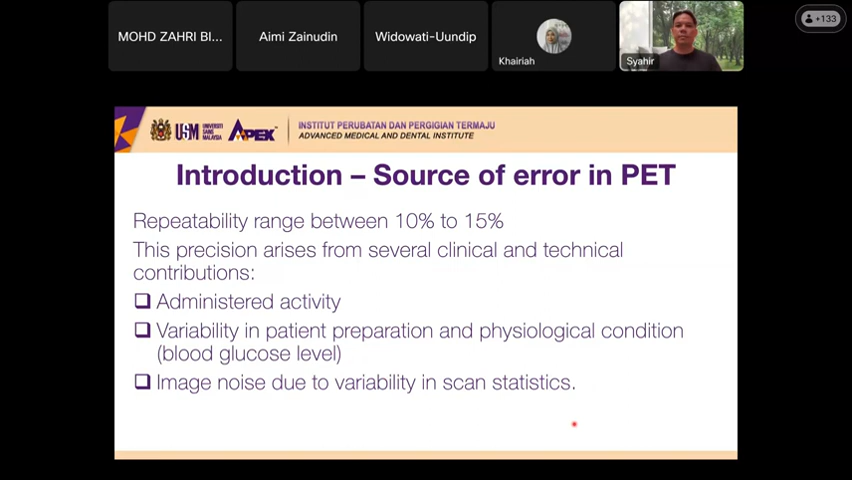 MOHD ZAHRI BI...
Aimi Zainudin
Widowati-Uundip
Khairiah
Syahir
+133
USM UNIVERSITI SAINS MALAYSIA
APEX™
INSTITUT PERUBATAN DAN PERGIGIAN TERMAJU
ADVANCED MEDICAL AND DENTAL INSTITUTE
Introduction – Source of error in PET
Repeatability range between 10% to 15%
This precision arises from several clinical and technical
contributions:
Administered activity
Variability in patient preparation and physiological condition
(blood glucose level)
Image noise due to variability in scan statistics.